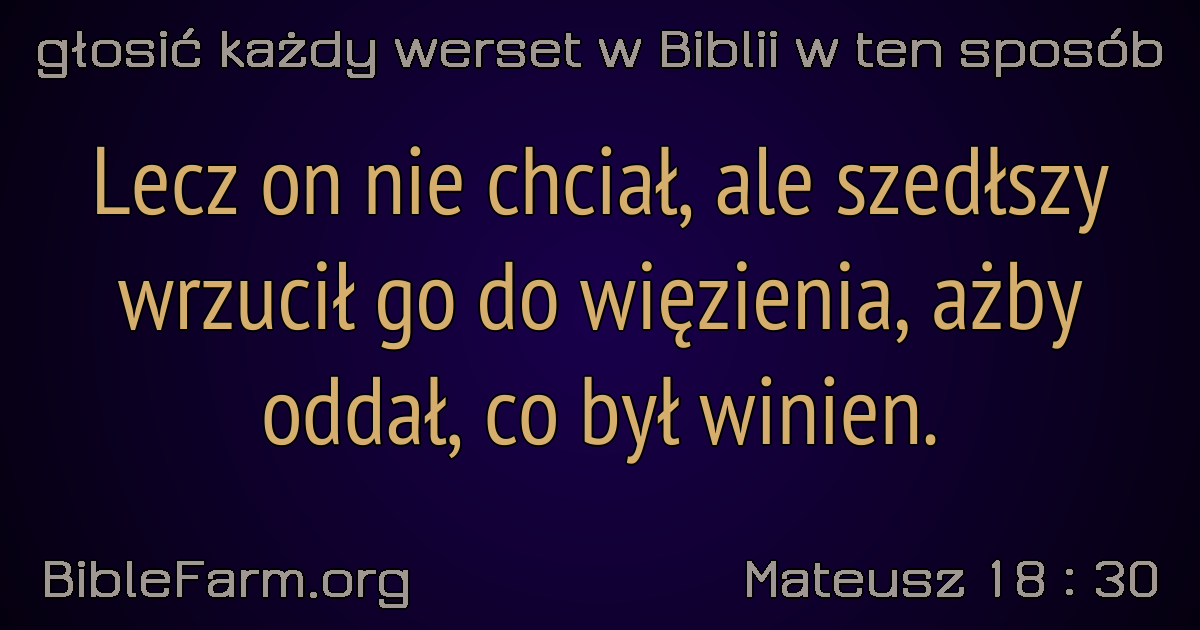 głosić każdy werset w Biblii w ten sposób
Lecz on nie chciał, ale szedłszy
wrzucił go do więzienia, ażby
oddał, co był winien.
BibleFarm.org
Mateusz 18 : 30